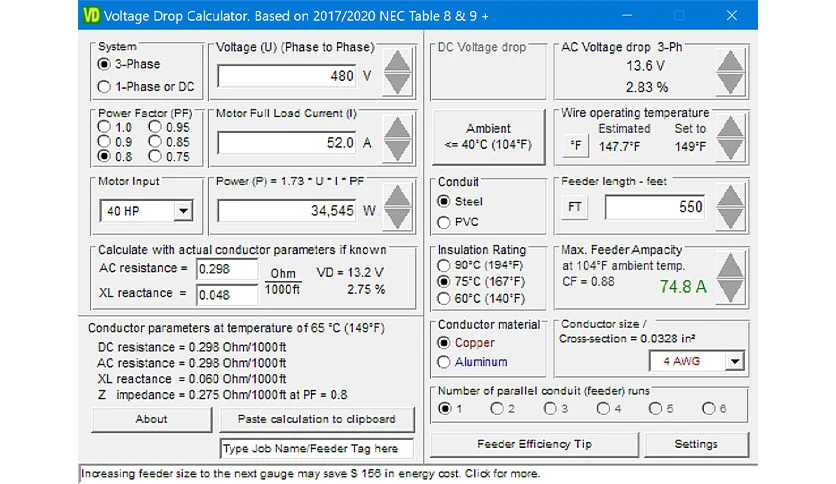 VD Voltage Drop Calculator. Based on 2017/2020 NEC Table 8 & 9 +
System
3-Phase
1-Phase or DC
Voltage (U) (Phase to Phase)
480 V
DC Voltage drop
AC Voltage drop 3-Ph
13.6 V
2.83 %
Power Factor (PF)
1.0 0.95
0.9 0.85
0.8 0.75
Motor Full Load Current (I)
52.0 A
Ambient
<= 40°C (104°F)
Wire operating temperature
Estimated Set to
°F 147.7°F 149°F
Motor Input
40 HP
Power (P) = 1.73 * U * I * PF
34,545 W
Conduit
Steel
PVC
Feeder length - feet
FT 550
Calculate with actual conductor parameters if known
AC resistance = 0.298
XL reactance = 0.048
Ohm
1000ft
VD = 13.2 V
2.75 %
Insulation Rating
90°C (194°F)
75°C (167°F)
60°C (140°F)
Max. Feeder Ampacity
at 104°F ambient temp.
CF = 0.88
74.8 A
Conductor parameters at temperature of 65 °C (149°F)
DC resistance = 0.298 Ohm/1000ft
AC resistance = 0.298 Ohm/1000ft
XL reactance = 0.060 Ohm/1000ft
Z impedance = 0.275 Ohm/1000ft at PF = 0.8
Conductor material
Copper
Aluminum
Conductor size /
Cross-section = 0.0328 in²
4 AWG
Number of parallel conduit (feeder) runs
1 2 3 4 5 6
About
Paste calculation to clipboard
Type Job Name/Feeder Tag here
Feeder Efficiency Tip
Settings
Increasing feeder size to the next gauge may save $ 156 in energy cost. Click for more.